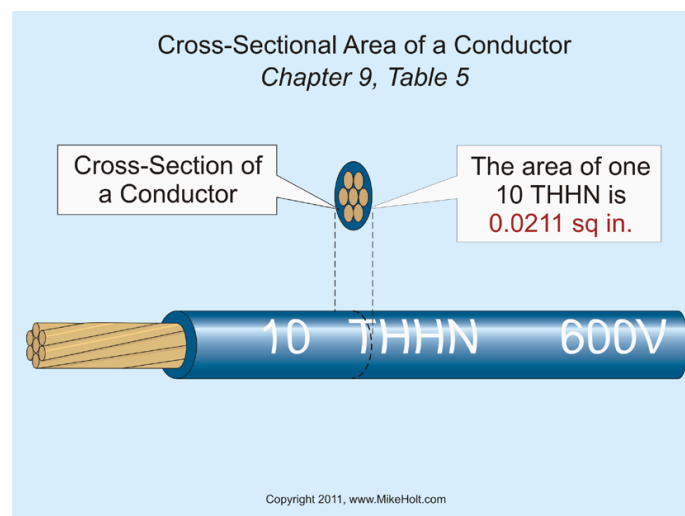 Cross-Sectional Area of a Conductor
Chapter 9, Table 5
Cross-Section of
a Conductor
The area of one
10 THHN is
0.0211 sq in.
10 THHN 600V
Copyright 2011, www.MikeHolt.com